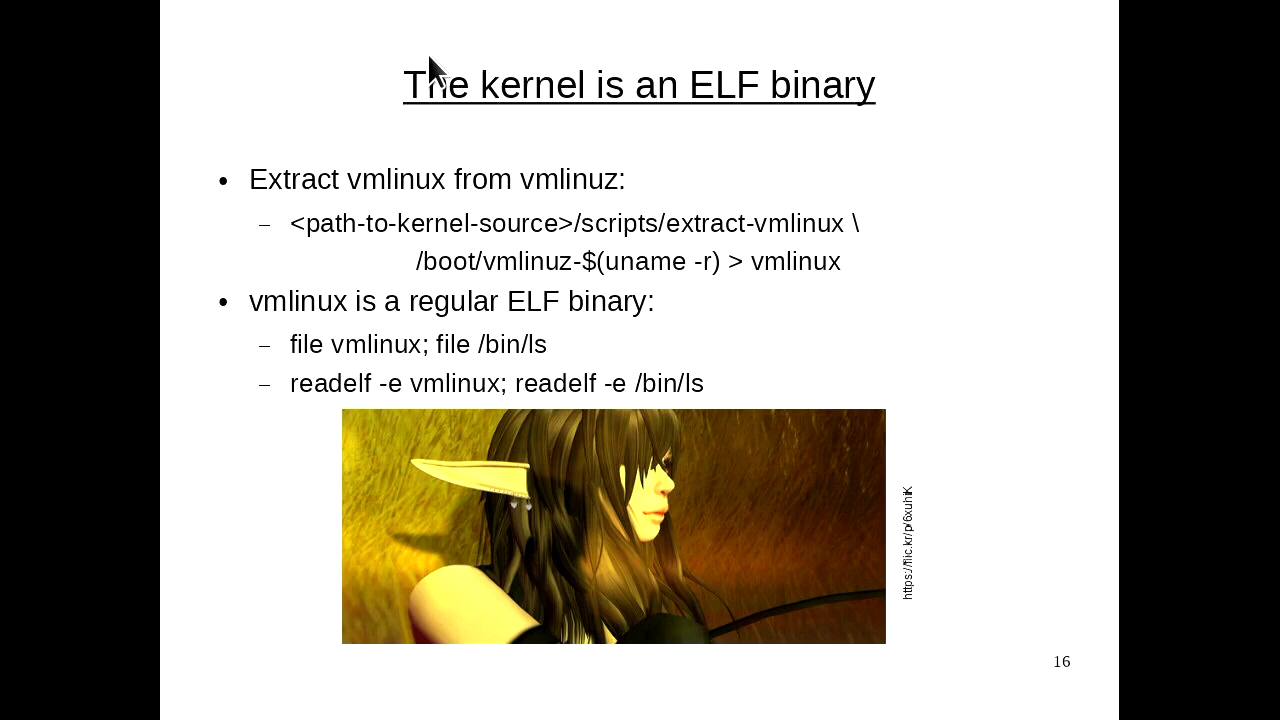 The kernel is an ELF binary
• Extract vmlinux from vmlinuz:
– <path-to-kernel-source>/scripts/extract-vmlinux \
/boot/vmlinuz-$(uname -r) > vmlinux
• vmlinux is a regular ELF binary:
– file vmlinux; file /bin/ls
– readelf -e vmlinux; readelf -e /bin/ls
https://flic.kr/p/6xuhiK
16